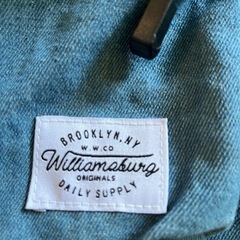 BROOKLYN, NY
W.W.CO
Williamsburg
ORIGINALS
DAILY SUPPLY